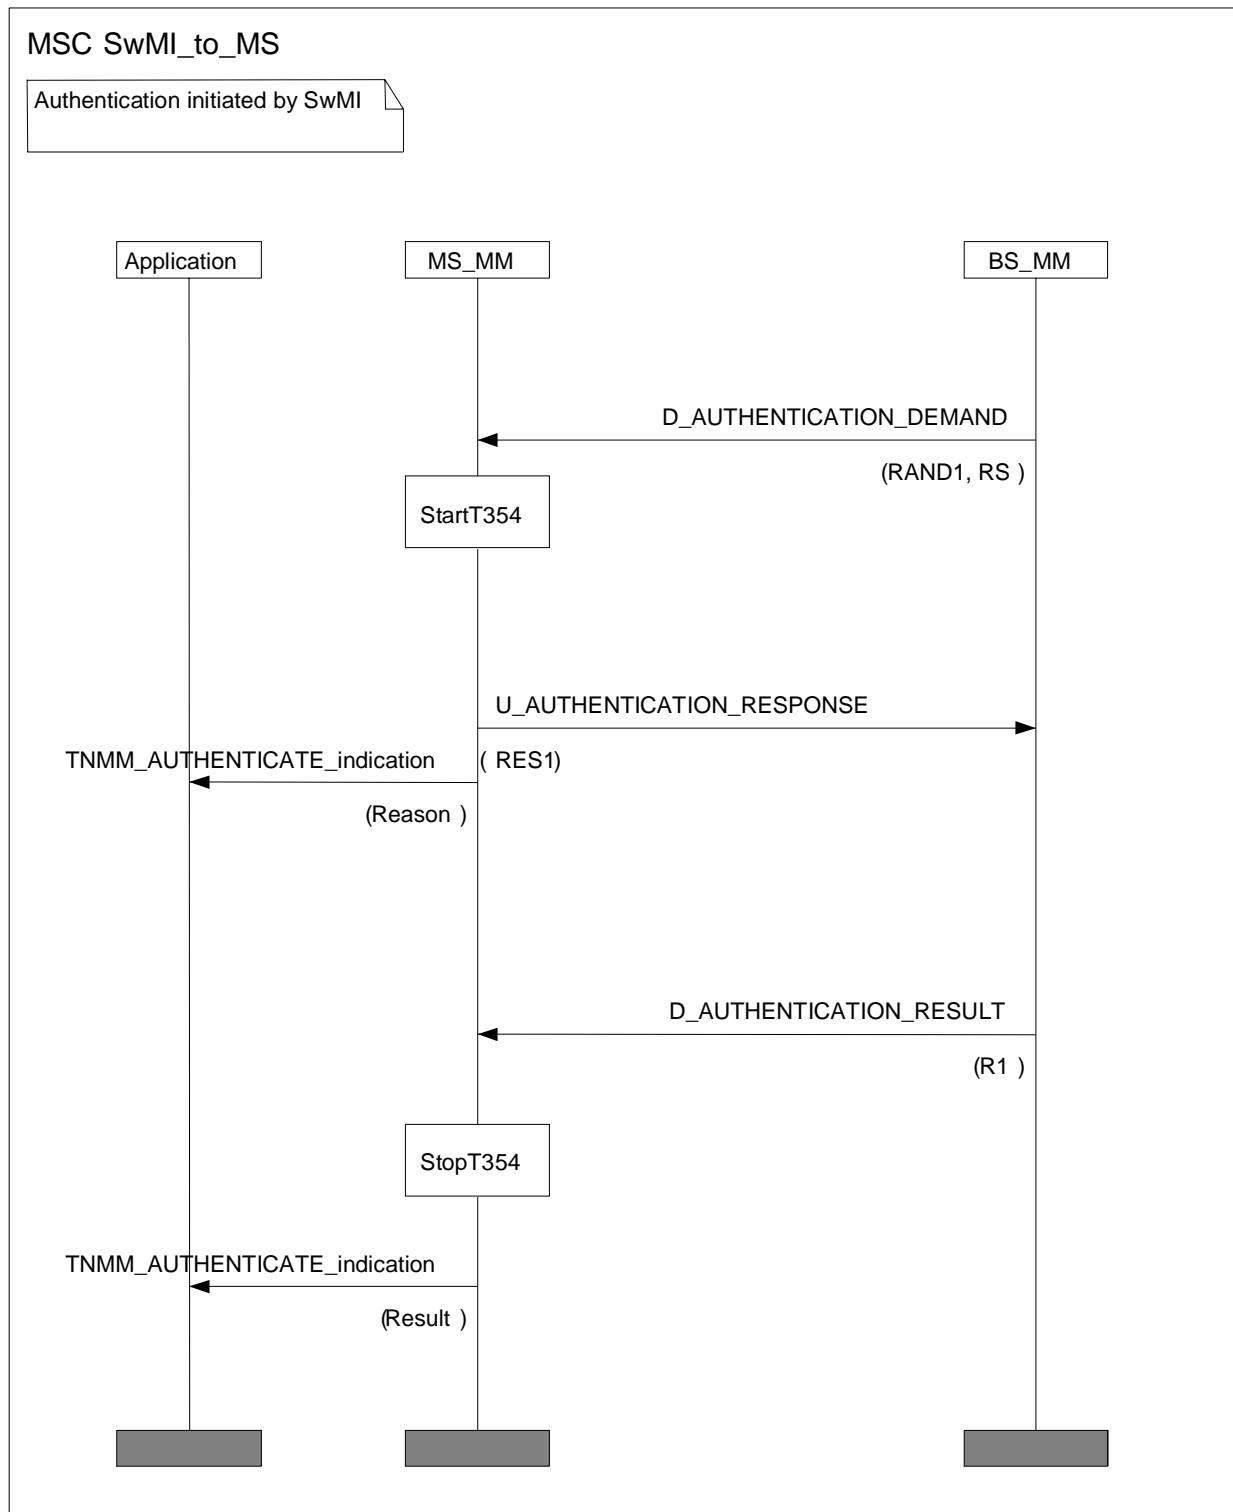 MSC SwMI_to_MS
Authentication initiated by SwMI
Application
MS_MM
BS_MM
D_AUTHENTICATION_DEMAND
(RAND1, RS )
StartT354
U_AUTHENTICATION_RESPONSE
TNMM_AUTHENTICATE_indication
( RES1)
(Reason )
D_AUTHENTICATION_RESULT
(R1 )
StopT354
TNMM_AUTHENTICATE_indication
(Result )